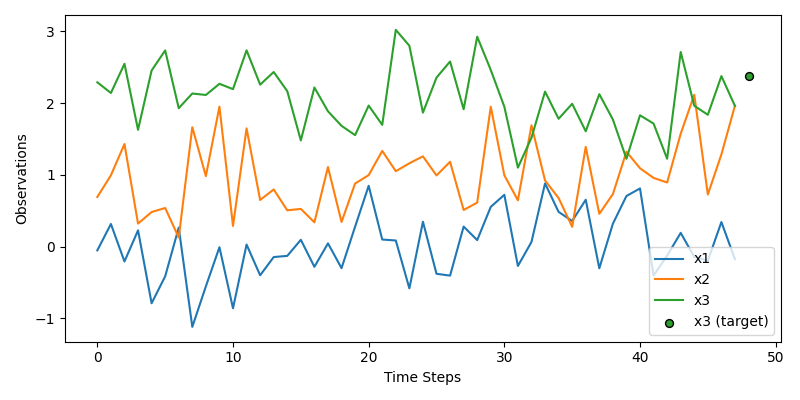 3
2
1
0
−1
0
10
20
30
40
50
Observations
Time Steps
x1
x2
x3
x3 (target)